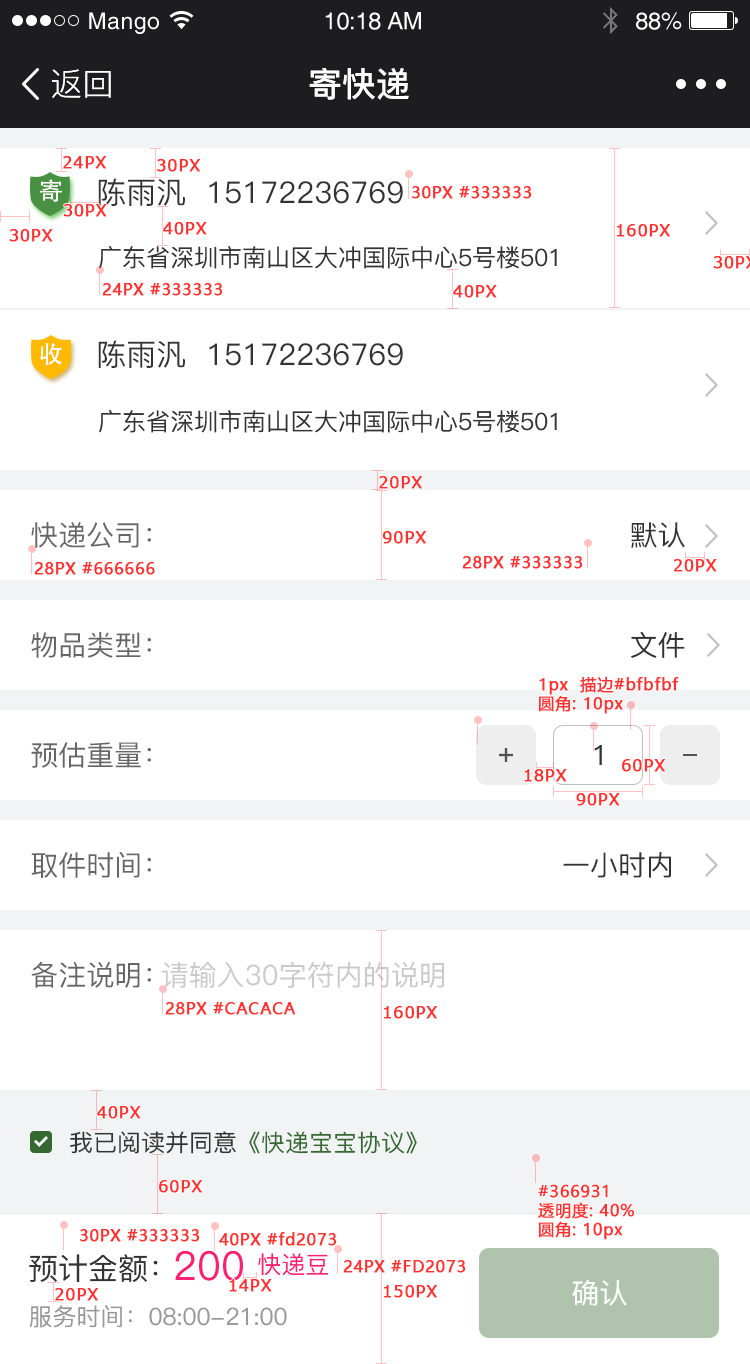 Mango 10:18 AM 88%
返回 寄快递
24PX 30PX
寄 陈雨汎 15172236769 30PX #333333
30PX
30PX 40PX 160PX
广东省深圳市南山区大冲国际中心5号楼501 30PX
24PX #333333 40PX
收 陈雨汎 15172236769
广东省深圳市南山区大冲国际中心5号楼501
20PX
快递公司： 90PX 默认
28PX #666666 28PX #333333 20PX
物品类型： 文件
1px 描边#bfbfbf
圆角: 10px
预估重量： + 1 −
18PX 60PX
90PX
取件时间： 一小时内
备注说明：请输入30字符内的说明
28PX #CACACA 160PX
40PX
我已阅读并同意《快递宝宝协议》
60PX
#366931
透明度: 40%
圆角: 10px
30PX #333333 40PX #fd2073
预计金额：200 快递豆 24PX #FD2073
20PX 14PX 150PX
确认
服务时间：08:00-21:00